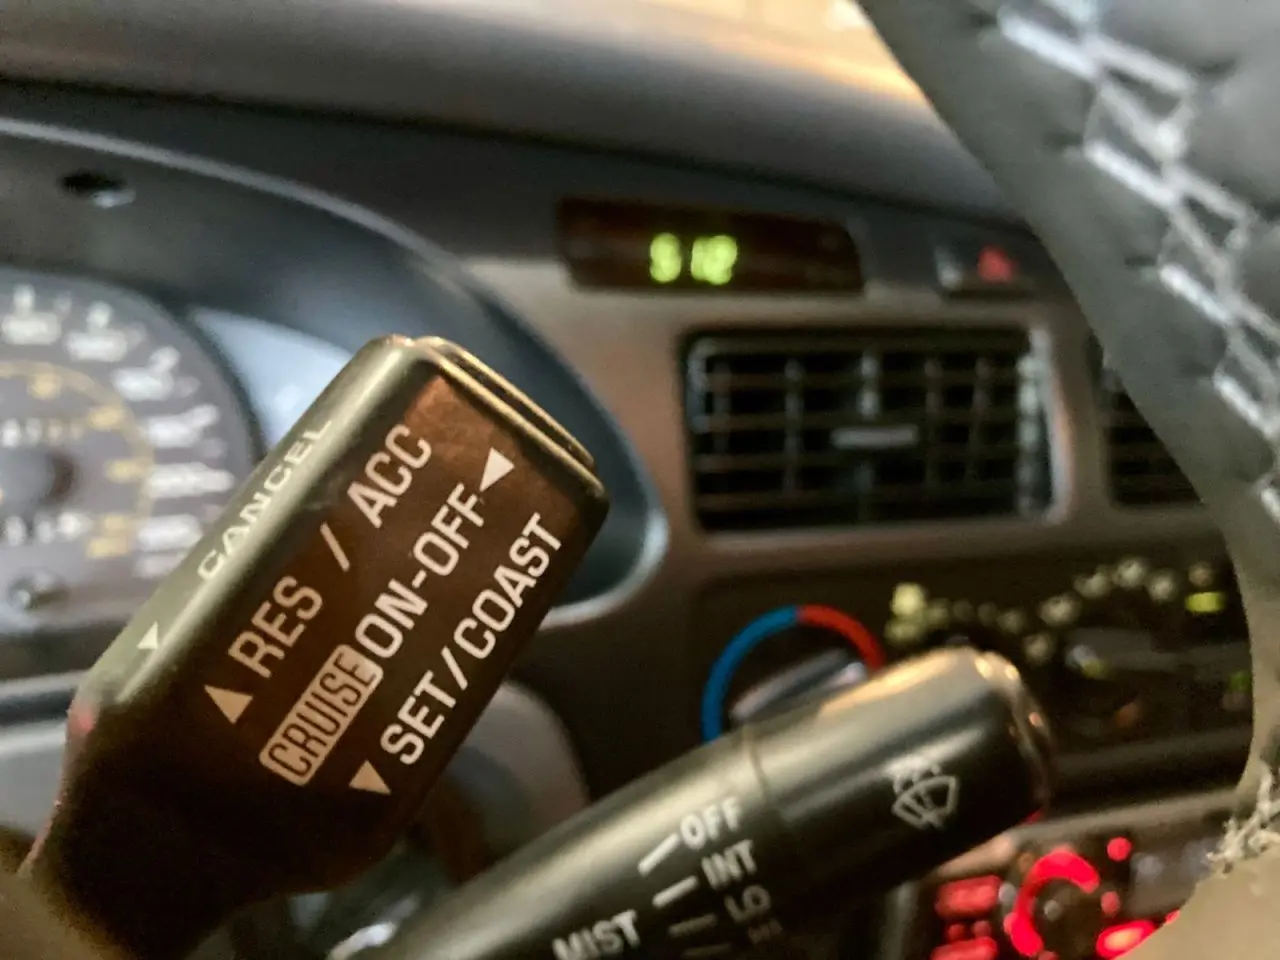 CANCEL
RES / ACC
CRUISE ON-OFF
SET/COAST
OFF
INT
LO
MIST